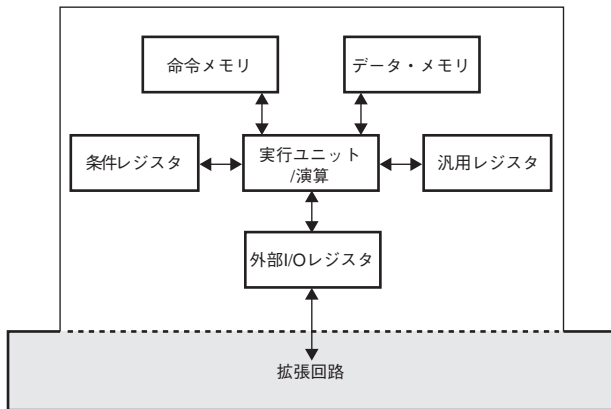 命令メモリ
データ・メモリ
条件レジスタ
実行ユニット
/演算
汎用レジスタ
外部I/Oレジスタ
拡張回路